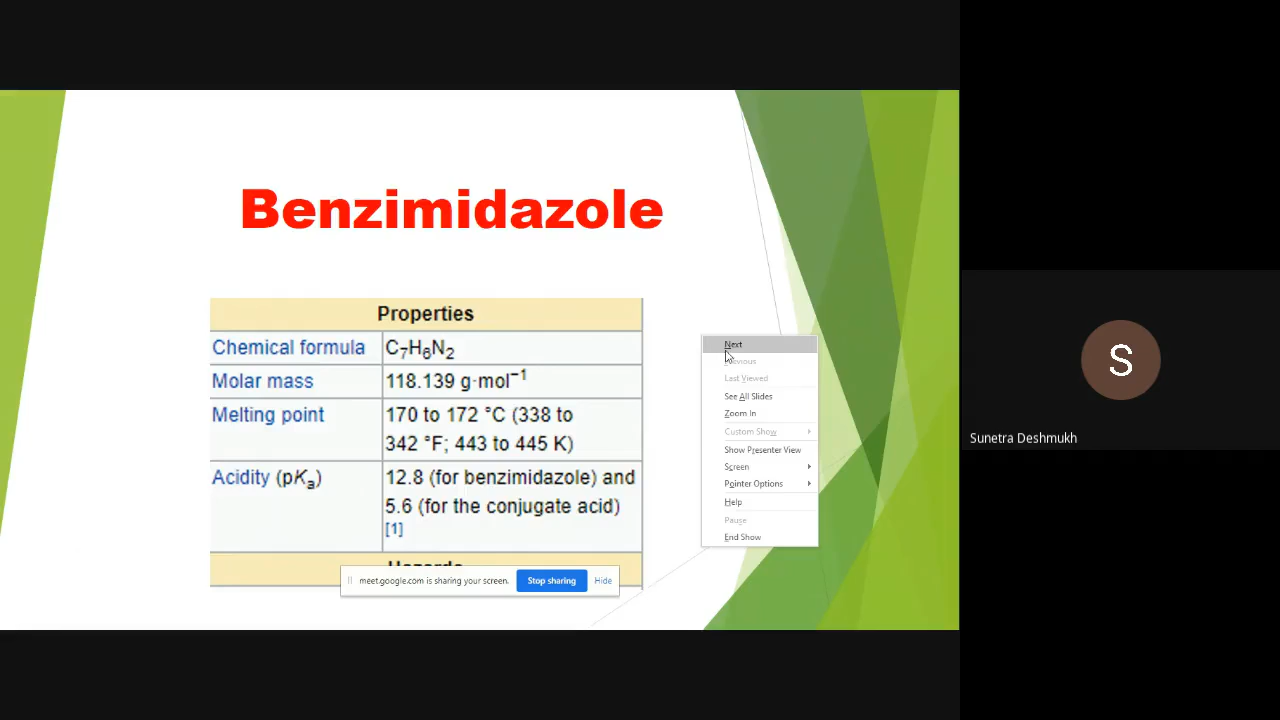 Benzimidazole
Properties
Chemical formula C₇H₆N₂
Molar mass 118.139 g·mol⁻¹
Melting point 170 to 172 °C (338 to
342 °F; 443 to 445 K)
Acidity (pKₐ) 12.8 (for benzimidazole) and
5.6 (for the conjugate acid)
[1]
meet.google.com is sharing your screen. Stop sharing Hide
Next
Previous
Last Viewed
See All Slides
Zoom In
Custom Show
Show Presenter View
Screen
Pointer Options
Help
Pause
End Show
S
Sunetra Deshmukh